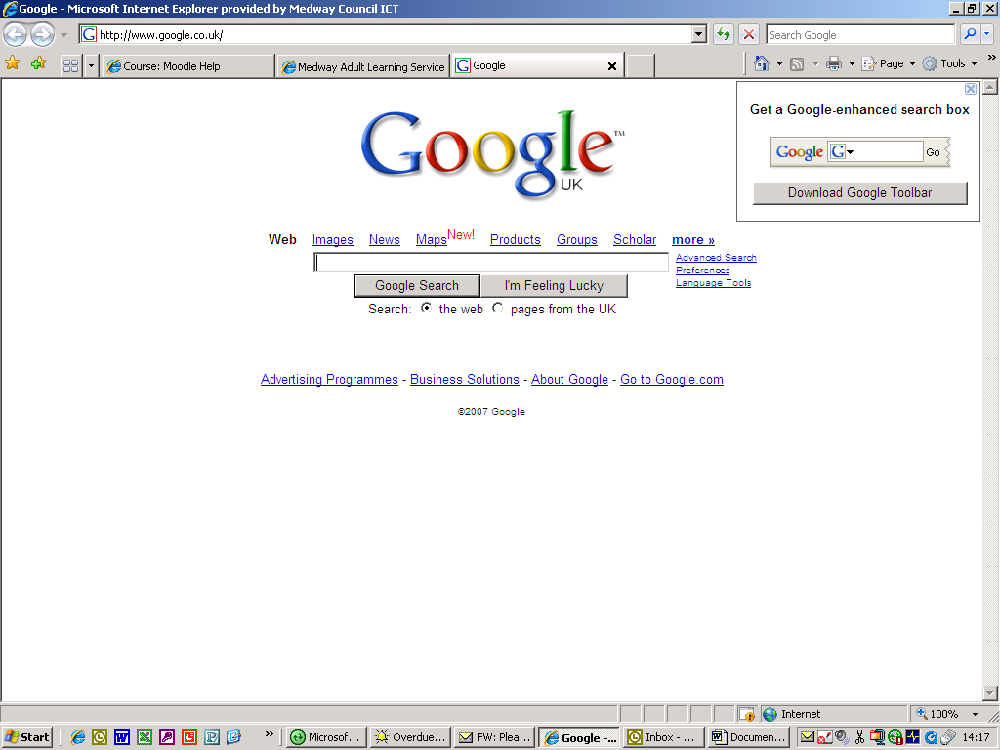 Google - Microsoft Internet Explorer provided by Medway Council ICT
http://www.google.co.uk/
Search Google
Course: Moodle Help
Medway Adult Learning Service
Google
Page
Tools
Get a Google-enhanced search box
Google Go
Download Google Toolbar
Google™
UK
Web Images News Maps New! Products Groups Scholar more »
Advanced Search
Preferences
Language Tools
Google Search I'm Feeling Lucky
Search: the web pages from the UK
Advertising Programmes - Business Solutions - About Google - Go to Google.com
©2007 Google
Internet 100%
Start Microsof... Overdue... FW: Plea... Google -... Inbox - ... Documen... 14:17